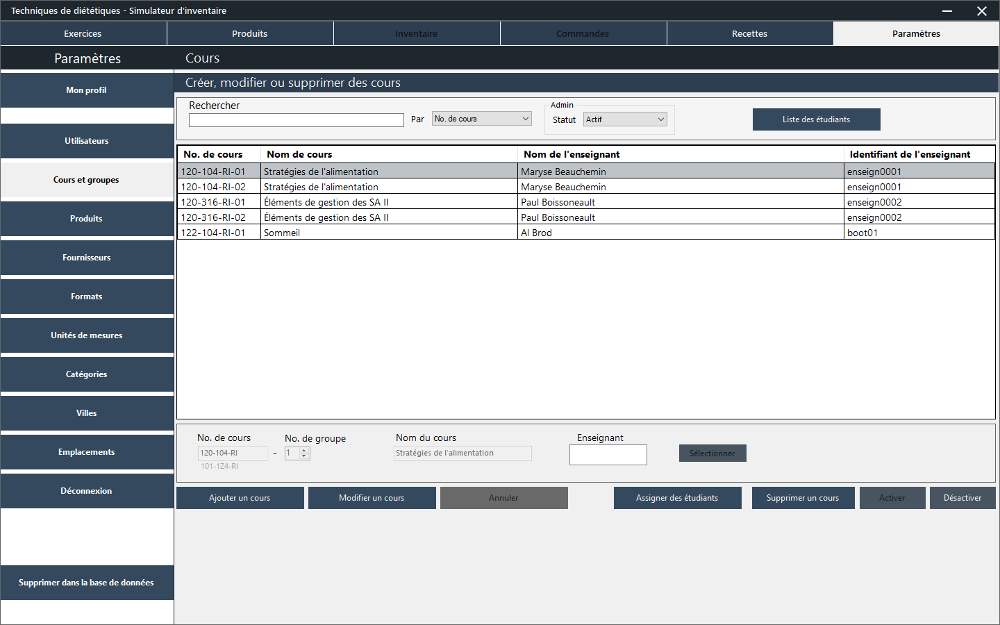 Techniques de diététiques - Simulateur d'inventaire
Exercices Produits Inventaire Commandes Recettes Paramètres
Paramètres
Cours
Mon profil
Utilisateurs
Cours et groupes
Produits
Fournisseurs
Formats
Unités de mesures
Catégories
Villes
Emplacements
Déconnexion
Supprimer dans la base de données
Créer, modifier ou supprimer des cours
Rechercher
Par No. de cours
Admin
Statut Actif
Liste des étudiants
No. de cours Nom de cours Nom de l'enseignant Identifiant de l'enseignant
120-104-RI-01 Stratégies de l'alimentation Maryse Beauchemin enseign0001
120-104-RI-02 Stratégies de l'alimentation Maryse Beauchemin enseign0001
120-316-RI-01 Éléments de gestion des SA II Paul Boissoneault enseign0002
120-316-RI-02 Éléments de gestion des SA II Paul Boissoneault enseign0002
122-104-RI-01 Sommeil Al Brod boot01
No. de cours No. de groupe Nom du cours Enseignant
120-104-RI - 1 Stratégies de l'alimentation Sélectionner
101-1Z4-RI
Ajouter un cours Modifier un cours Annuler Assigner des étudiants Supprimer un cours Activer Désactiver